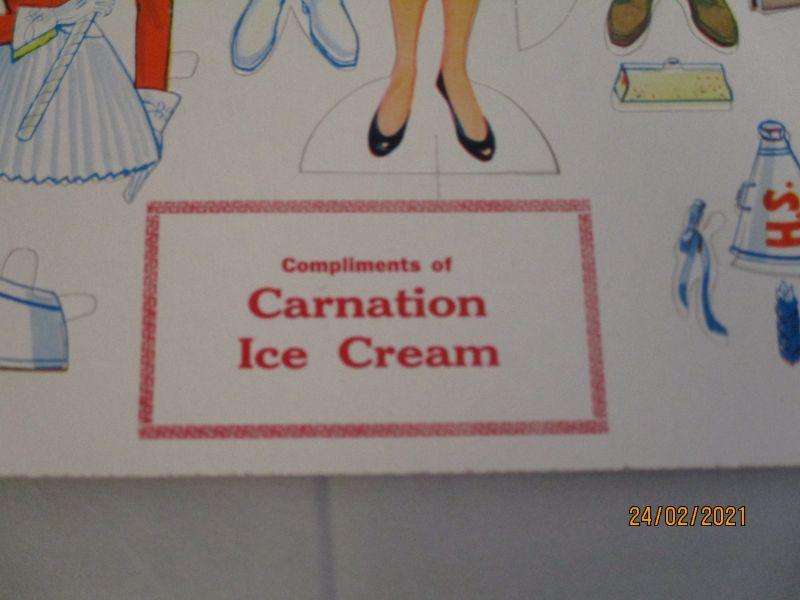 H.S.
Compliments of
Carnation
Ice Cream
24/02/2021